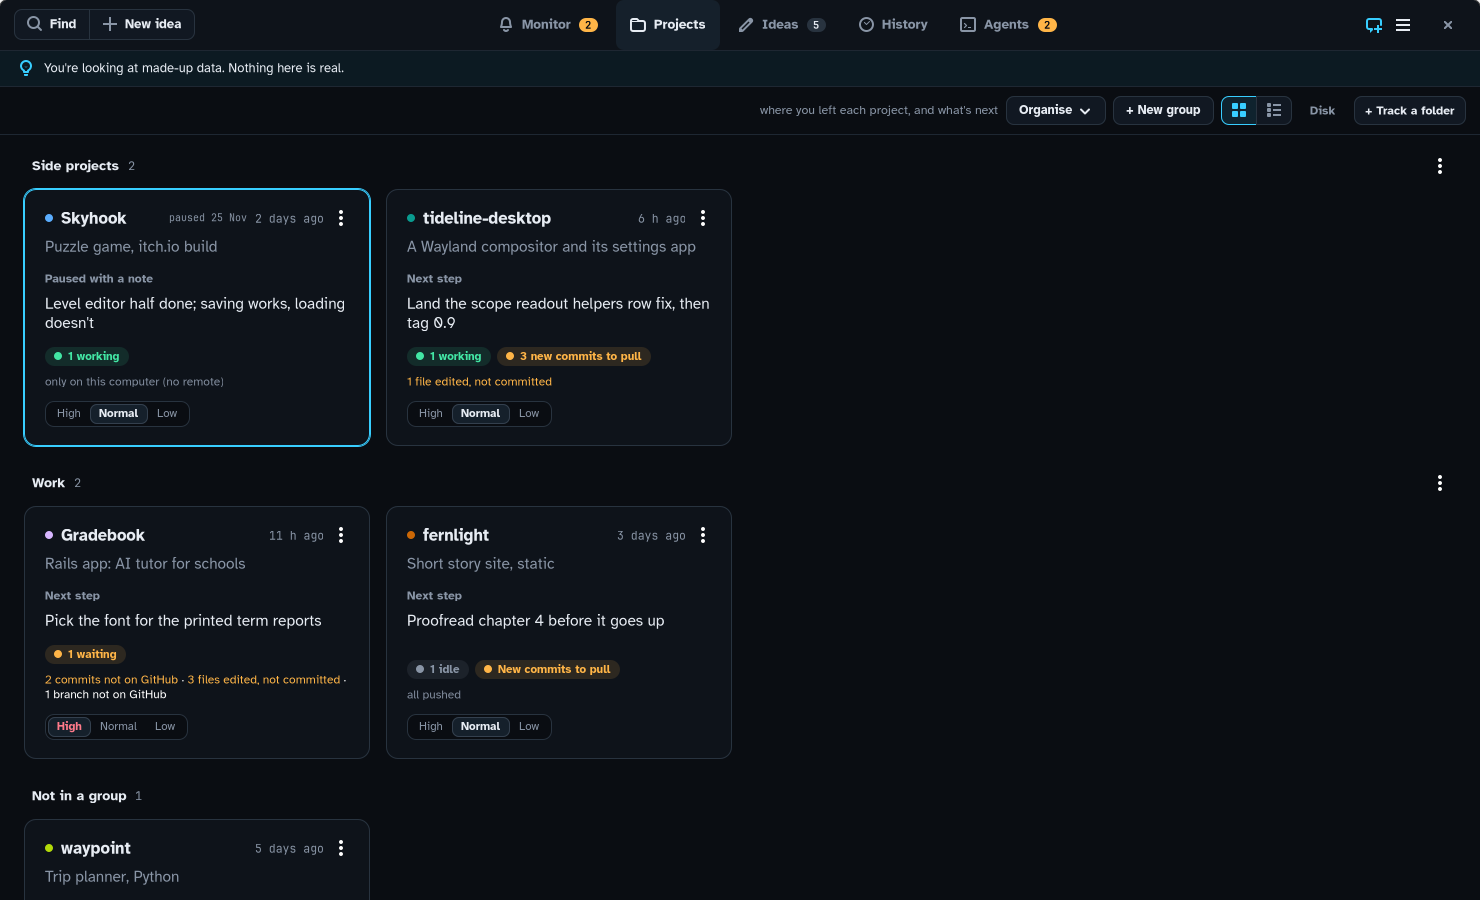 Find
New idea
Monitor 2
Projects
Ideas 5
History
Agents 2
You're looking at made-up data. Nothing here is real.
where you left each project, and what's next
Organise
+ New group
Disk
+ Track a folder
Side projects 2
Skyhook paused 25 Nov 2 days ago
Puzzle game, itch.io build
Paused with a note
Level editor half done; saving works, loading
doesn't
1 working
only on this computer (no remote)
High Normal Low
tideline-desktop 6 h ago
A Wayland compositor and its settings app
Next step
Land the scope readout helpers row fix, then
tag 0.9
1 working 3 new commits to pull
1 file edited, not committed
High Normal Low
Work 2
Gradebook 11 h ago
Rails app: AI tutor for schools
Next step
Pick the font for the printed term reports
1 waiting
2 commits not on GitHub · 3 files edited, not committed ·
1 branch not on GitHub
High Normal Low
fernlight 3 days ago
Short story site, static
Next step
Proofread chapter 4 before it goes up
1 idle New commits to pull
all pushed
High Normal Low
Not in a group 1
waypoint 5 days ago
Trip planner, Python